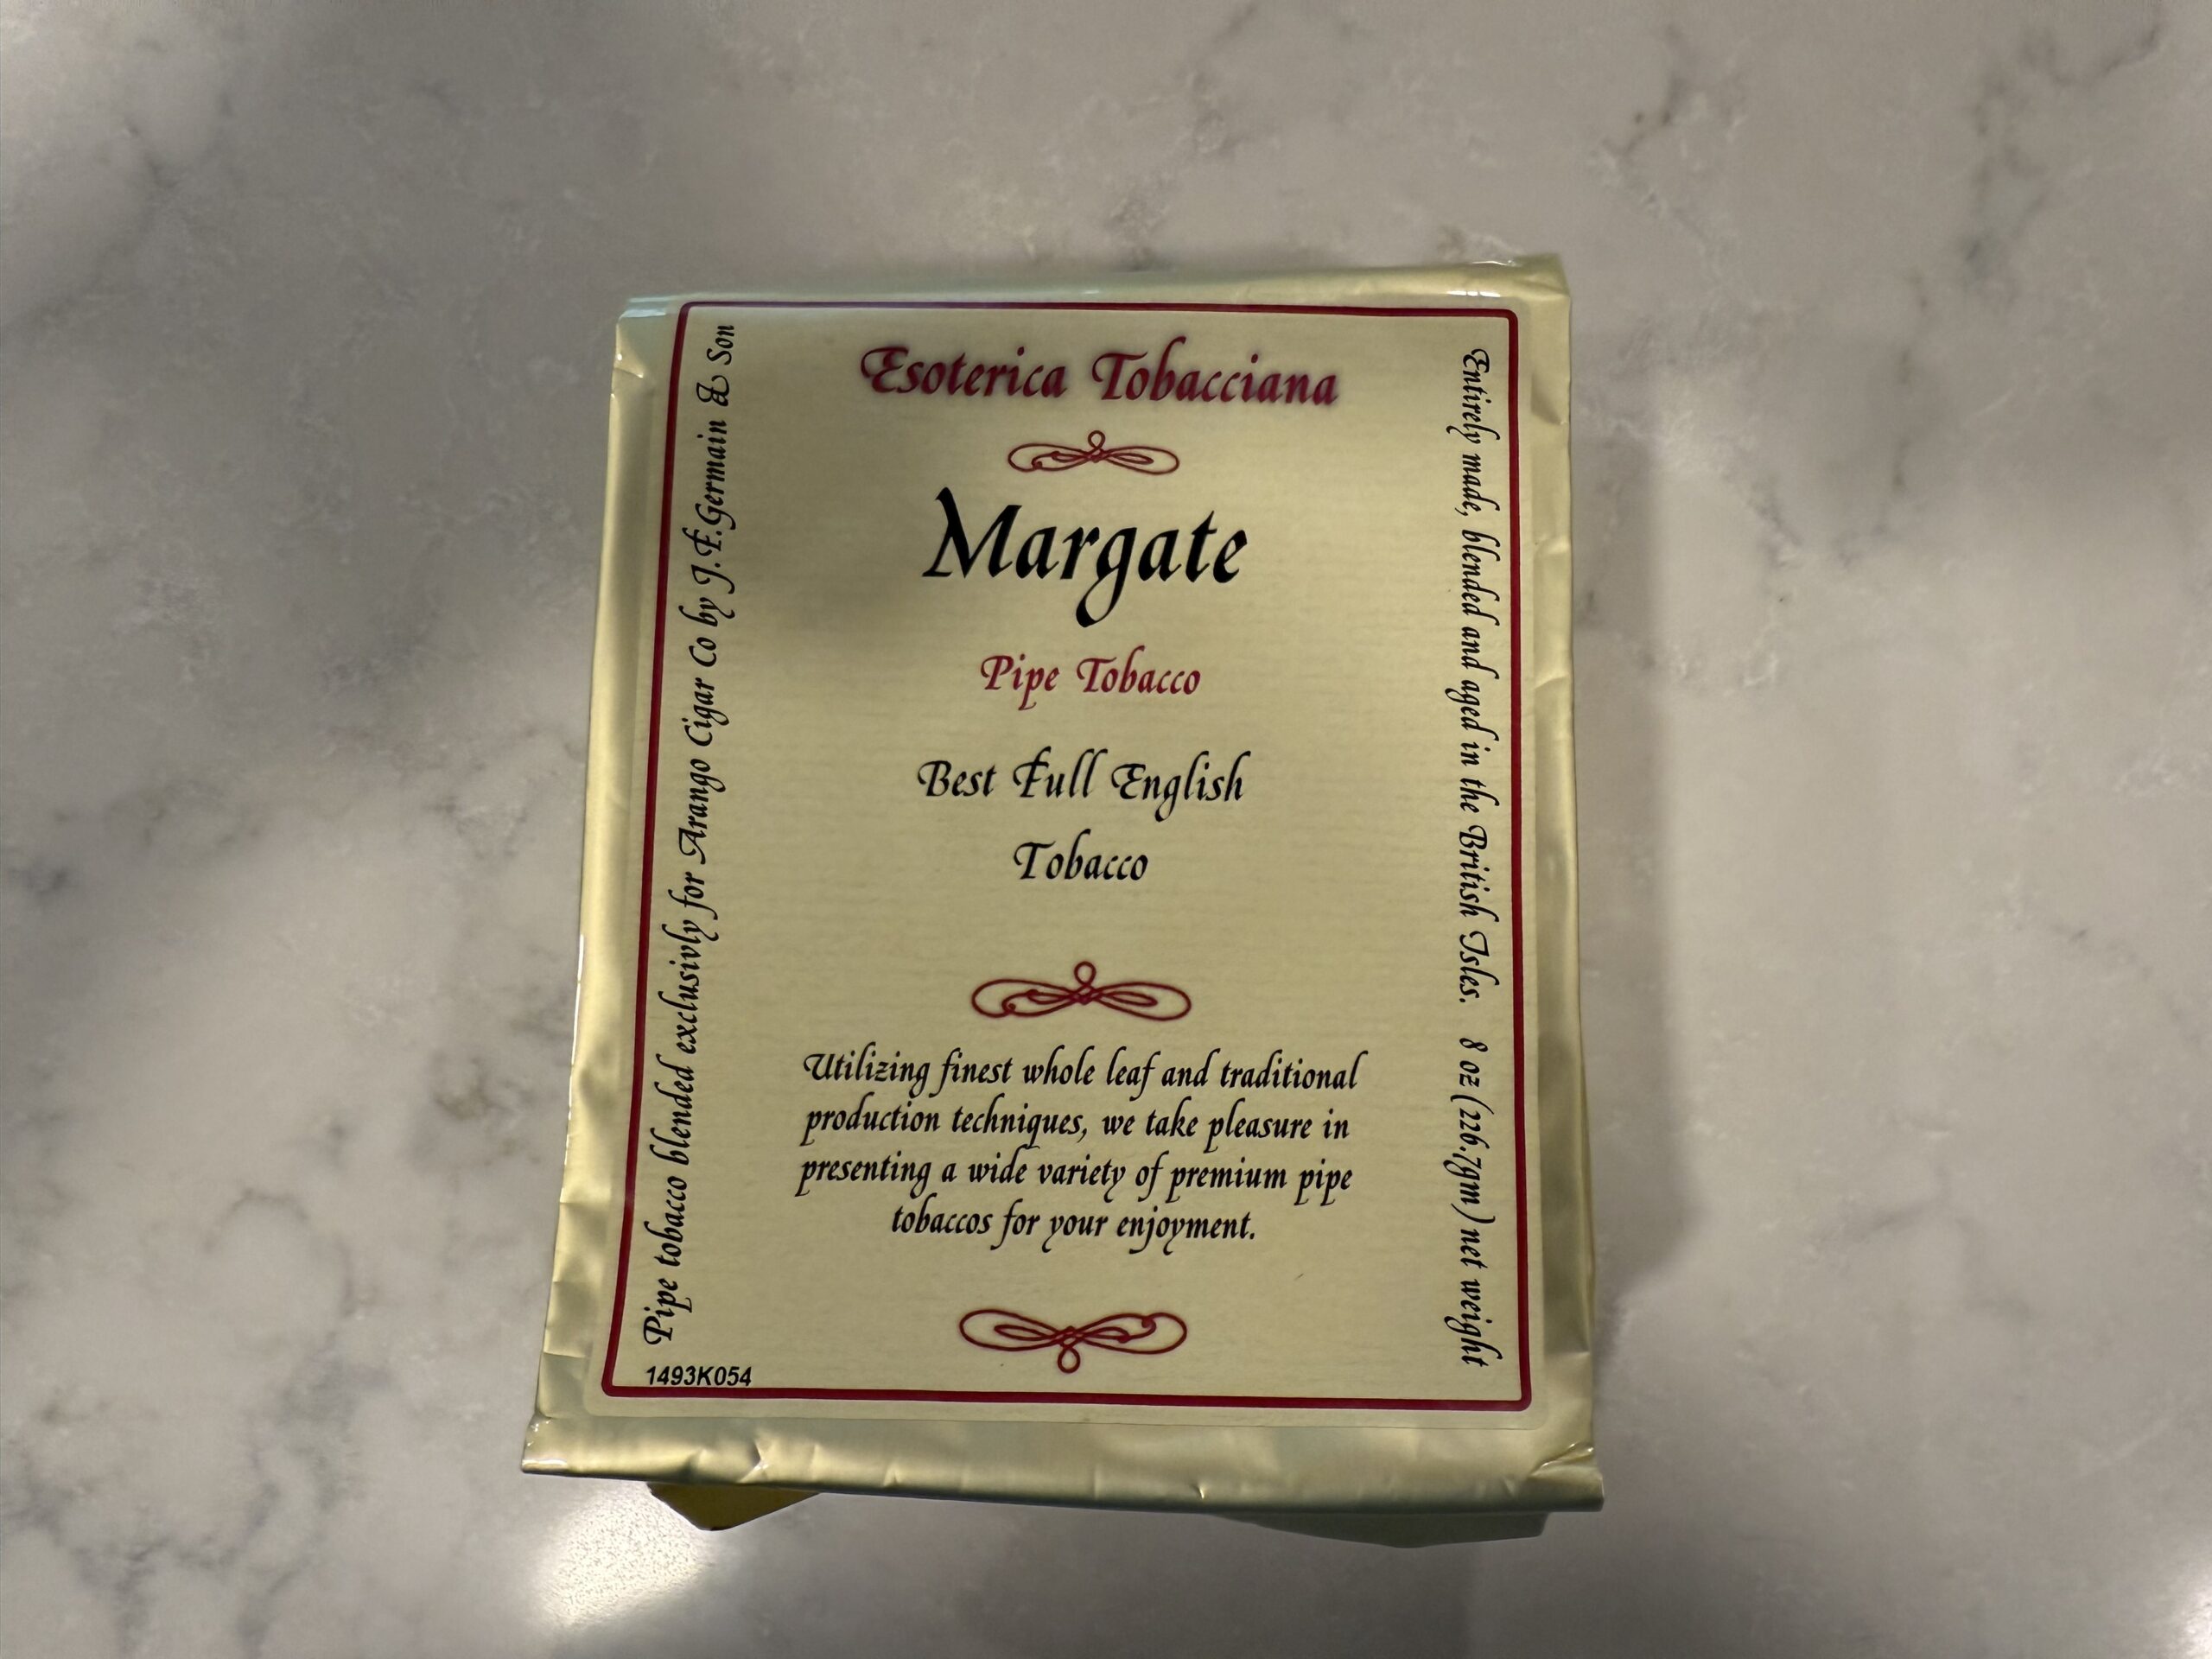 Esoterica Tobacciana
Margate
Pipe Tobacco
Best Full English
Tobacco
Utilizing finest whole leaf and traditional
production techniques, we take pleasure in
presenting a wide variety of premium pipe
tobaccos for your enjoyment.
Pipe tobacco blended exclusivly for Arango Cigar Co by J.F.Germain & Son
Entirely made, blended and aged in the British Isles. 8 oz (226.7gm) net weight
1493K054